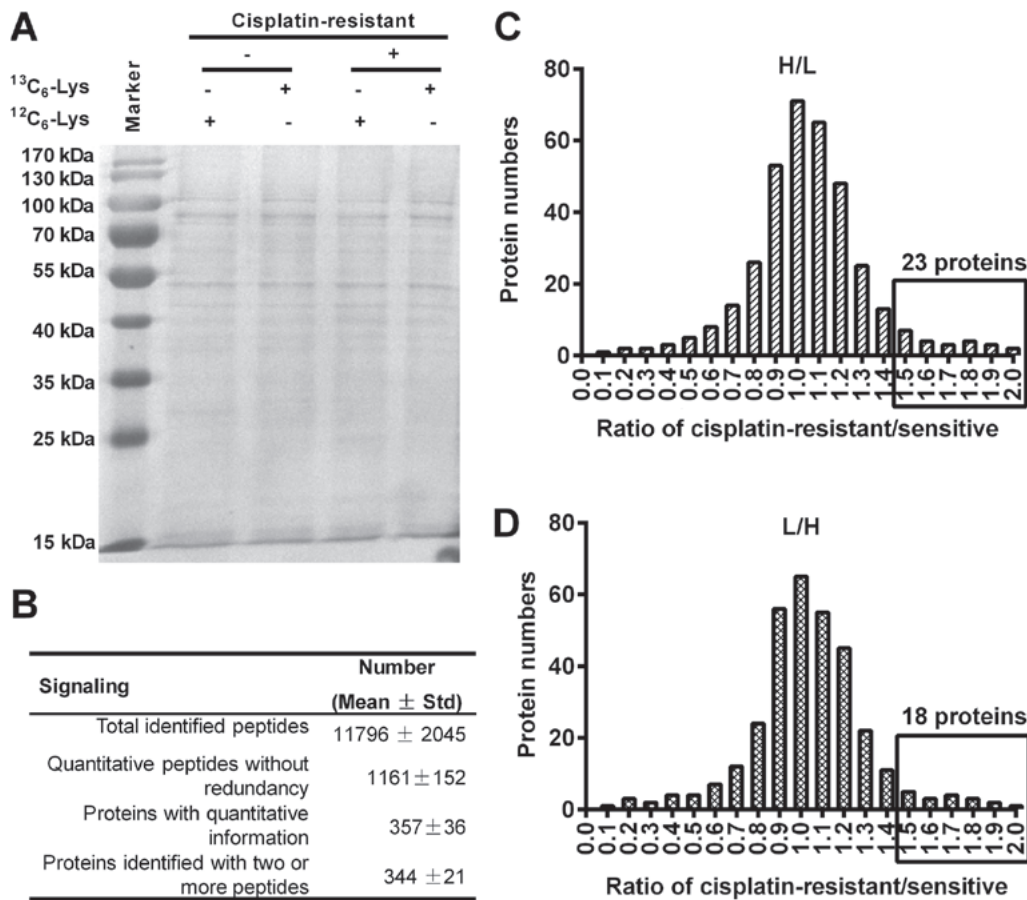 A
Cisplatin-resistant
- +
Marker
¹³C₆-Lys - + - +
¹²C₆-Lys + - + -
170 kDa
130 kDa
100 kDa
70 kDa
55 kDa
40 kDa
35 kDa
25 kDa
15 kDa
B
Signaling Number
(Mean ± Std)
Total identified peptides 11796 ± 2045
Quantitative peptides without
redundancy 1161±152
Proteins with quantitative
information 357±36
Proteins identified with two or
more peptides 344 ±21
C
H/L
Protein numbers
80
60
40
20
0
23 proteins
0.0 0.1 0.2 0.3 0.4 0.5 0.6 0.7 0.8 0.9 1.0 1.1 1.2 1.3 1.4 1.5 1.6 1.7 1.8 1.9 2.0
Ratio of cisplatin-resistant/sensitive
D
L/H
Protein numbers
80
60
40
20
0
18 proteins
0.0 0.1 0.2 0.3 0.4 0.5 0.6 0.7 0.8 0.9 1.0 1.1 1.2 1.3 1.4 1.5 1.6 1.7 1.8 1.9 2.0
Ratio of cisplatin-resistant/sensitive